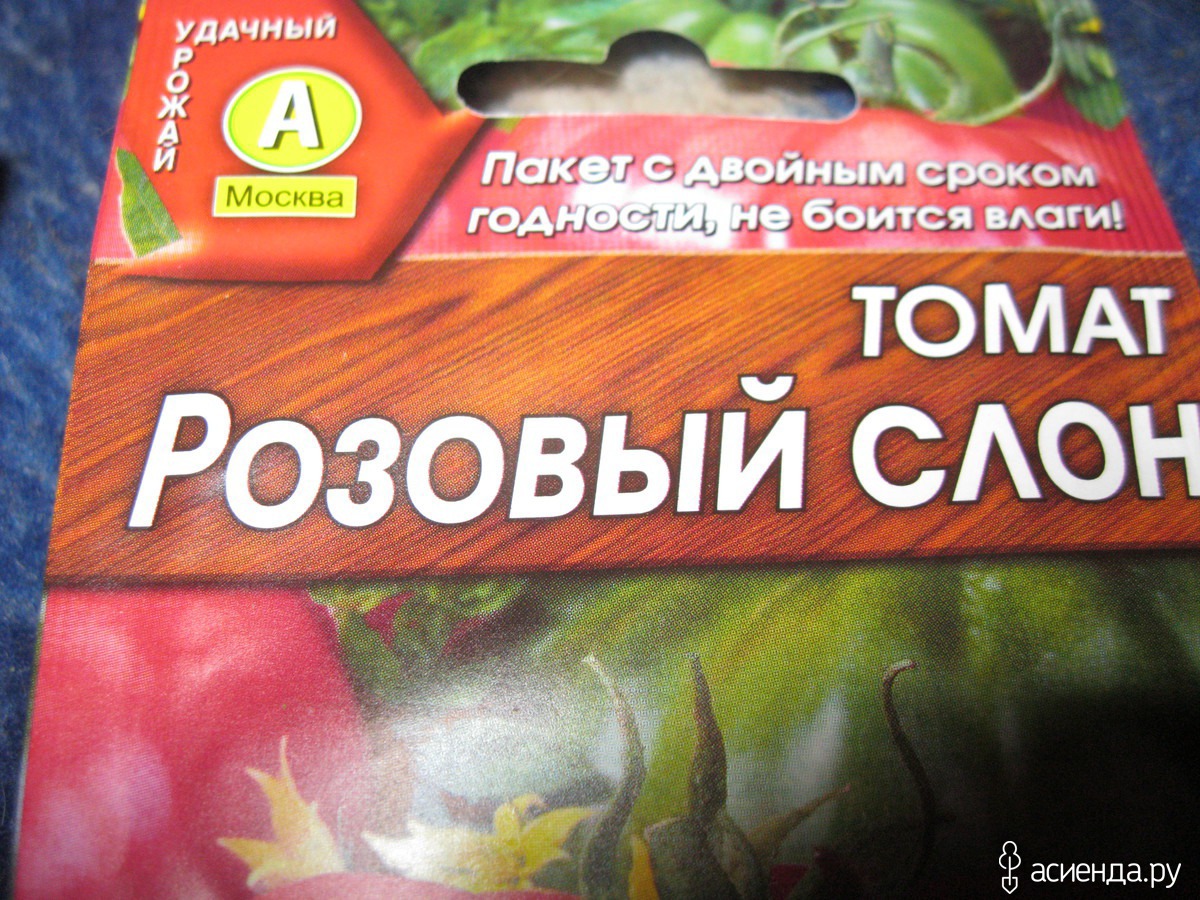 УДАЧНЫЙ
УРОЖАЙ
А
Москва
Пакет с двойным сроком
годности, не боится влаги!
ТОМАТ
Розовый слон
асиенда.ру